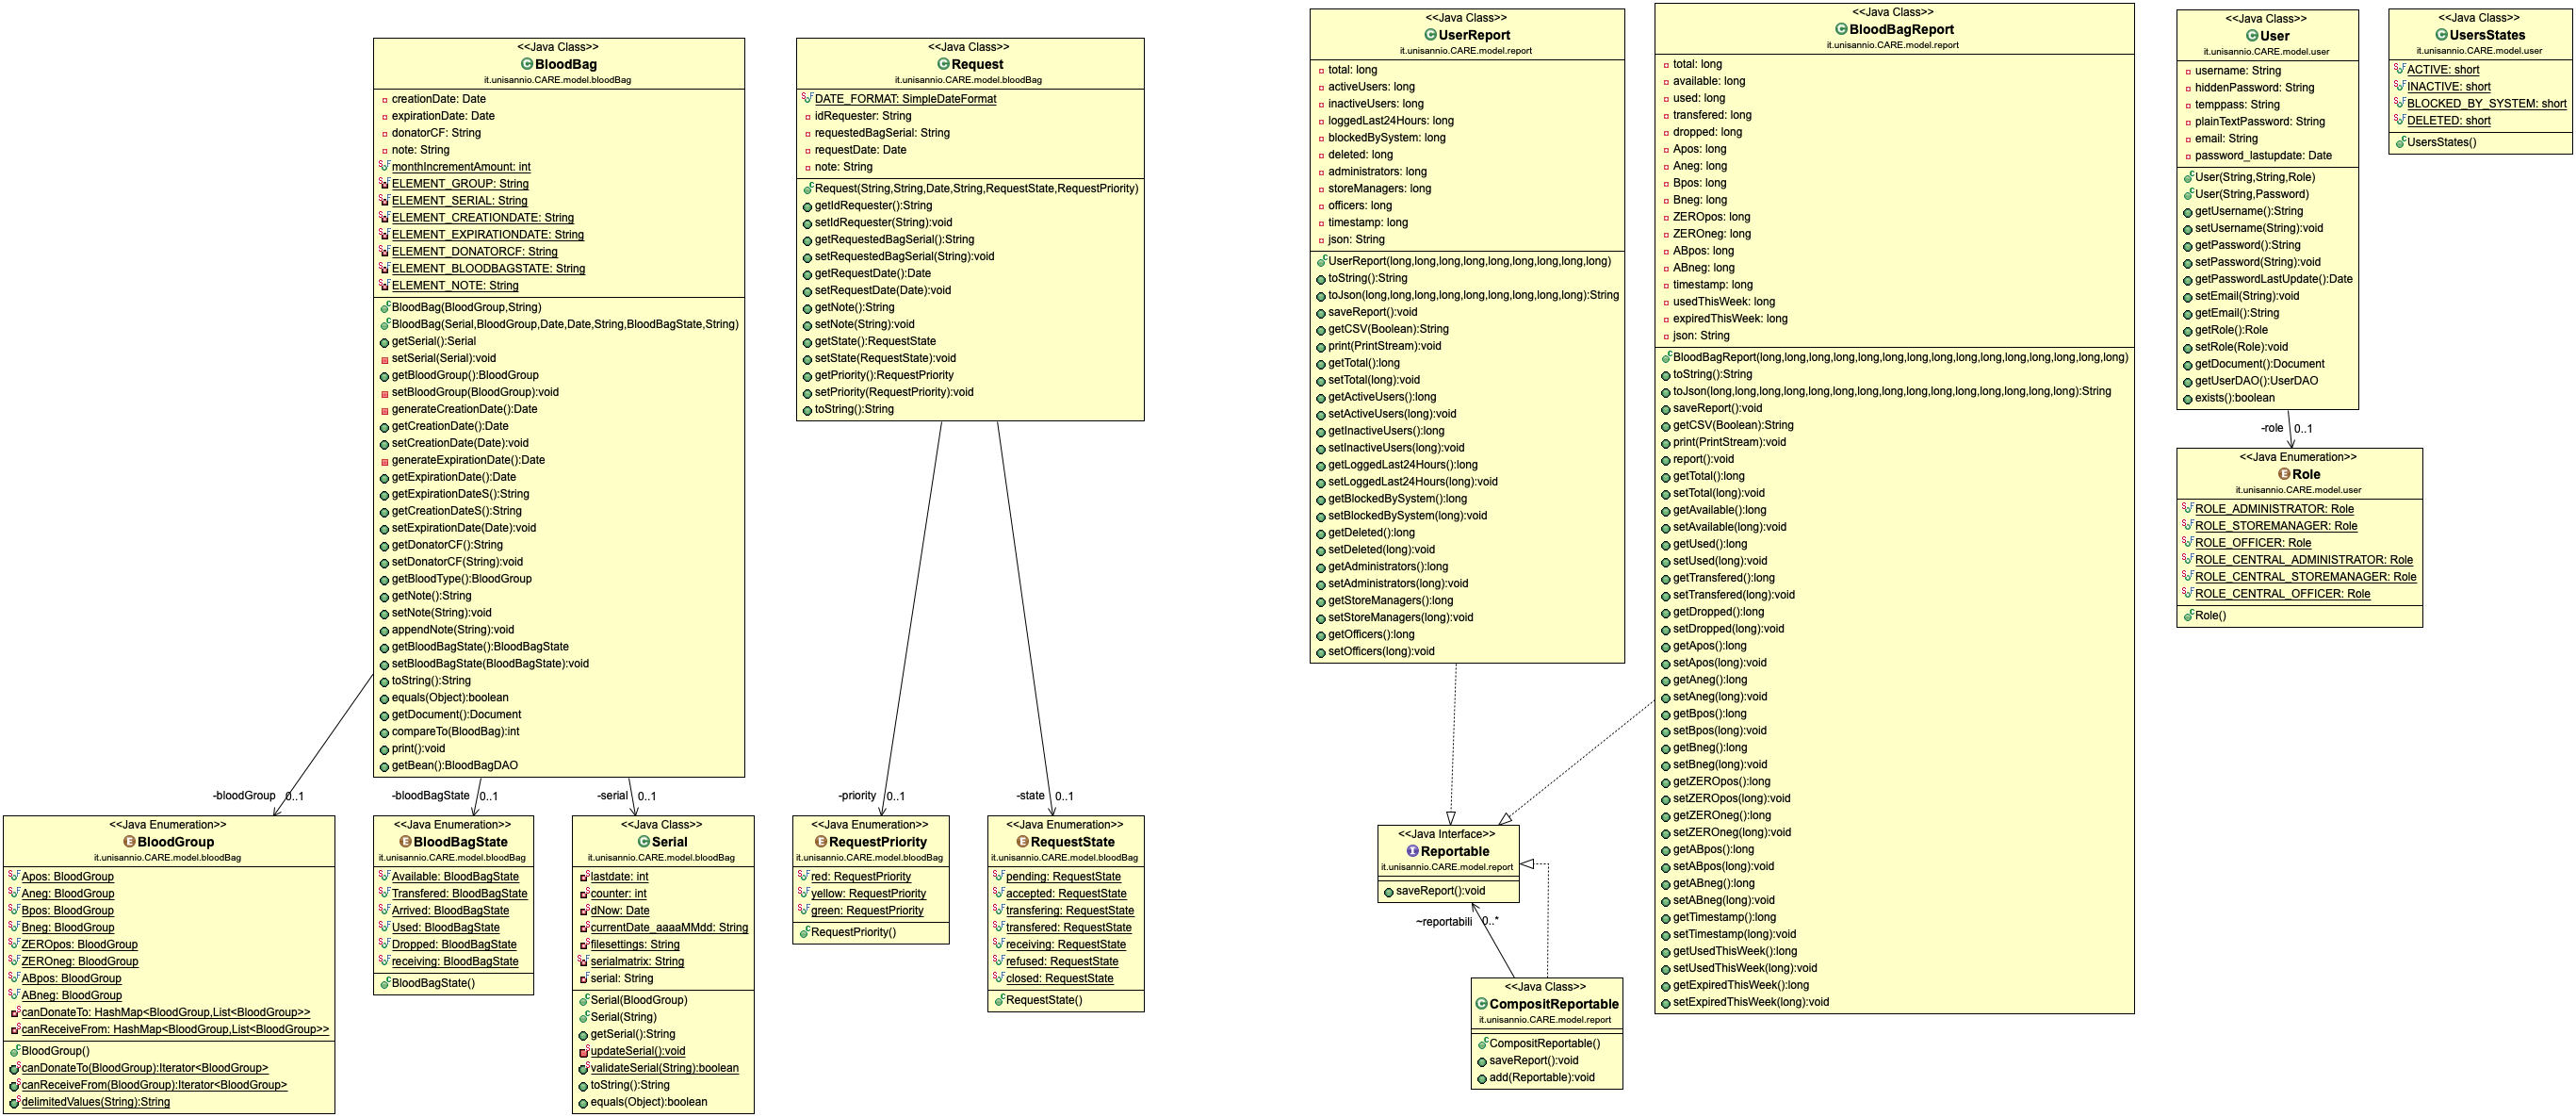 <<Java Class>>
BloodBag
it.unisannio.CARE.model.bloodBag
creationDate: Date
expirationDate: Date
donatorCF: String
note: String
monthIncrementAmount: int
ELEMENT_GROUP: String
ELEMENT_SERIAL: String
ELEMENT_CREATIONDATE: String
ELEMENT_EXPIRATIONDATE: String
ELEMENT_DONATORCF: String
ELEMENT_BLOODBAGSTATE: String
ELEMENT_NOTE: String
BloodBag(BloodGroup,String)
BloodBag(Serial,BloodGroup,Date,Date,String,BloodBagState,String)
getSerial():Serial
setSerial(Serial):void
getBloodGroup():BloodGroup
setBloodGroup(BloodGroup):void
generateCreationDate():Date
getCreationDate():Date
setCreationDate(Date):void
generateExpirationDate():Date
getExpirationDate():Date
getExpirationDateS():String
getCreationDateS():String
setExpirationDate(Date):void
getDonatorCF():String
setDonatorCF(String):void
getBloodType():BloodGroup
getNote():String
setNote(String):void
appendNote(String):void
getBloodBagState():BloodBagState
setBloodBagState(BloodBagState):void
toString():String
equals(Object):boolean
getDocument():Document
compareTo(BloodBag):int
print():void
getBean():BloodBagDAO
<<Java Class>>
Request
it.unisannio.CARE.model.bloodBag
DATE_FORMAT: SimpleDateFormat
idRequester: String
requestedBagSerial: String
requestDate: Date
note: String
Request(String,String,Date,String,RequestState,RequestPriority)
getIdRequester():String
setIdRequester(String):void
getRequestedBagSerial():String
setRequestedBagSerial(String):void
getRequestDate():Date
setRequestDate(Date):void
getNote():String
setNote(String):void
getState():RequestState
setState(RequestState):void
getPriority():RequestPriority
setPriority(RequestPriority):void
toString():String
<<Java Class>>
UserReport
it.unisannio.CARE.model.report
total: long
activeUsers: long
inactiveUsers: long
loggedLast24Hours: long
blockedBySystem: long
deleted: long
administrators: long
storeManagers: long
officers: long
timestamp: long
json: String
UserReport(long,long,long,long,long,long,long,long,long)
toString():String
toJson(long,long,long,long,long,long,long,long,long,long):String
saveReport():void
getCSV(Boolean):String
print(PrintStream):void
getTotal():long
setTotal(long):void
getActiveUsers():long
setActiveUsers(long):void
getInactiveUsers():long
setInactiveUsers(long):void
getLoggedLast24Hours():long
setLoggedLast24Hours(long):void
getBlockedBySystem():long
setBlockedBySystem(long):void
getDeleted():long
setDeleted(long):void
getAdministrators():long
setAdministrators(long):void
getStoreManagers():long
setStoreManagers(long):void
getOfficers():long
setOfficers(long):void
<<Java Class>>
BloodBagReport
it.unisannio.CARE.model.report
total: long
available: long
used: long
transfered: long
dropped: long
Apos: long
Aneg: long
Bpos: long
Bneg: long
ZEROpos: long
ZEROneg: long
ABpos: long
ABneg: long
timestamp: long
usedThisWeek: long
expiredThisWeek: long
json: String
BloodBagReport(long,long,long,long,long,long,long,long,long,long,long,long,long,long,long)
toString():String
toJson(long,long,long,long,long,long,long,long,long,long,long,long,long,long,long):String
saveReport():void
getCSV(Boolean):String
print(PrintStream):void
report():void
getTotal():long
setTotal(long):void
getAvailable():long
setAvailable(long):void
getUsed():long
setUsed(long):void
getTransfered():long
setTransfered(long):void
getDropped():long
setDropped(long):void
getApos():long
setApos(long):void
getAneg():long
setAneg(long):void
getBpos():long
setBpos(long):void
getBneg():long
setBneg(long):void
getZEROpos():long
setZEROpos(long):void
getZEROneg():long
setZEROneg(long):void
getABpos():long
setABpos(long):void
getABneg():long
setABneg(long):void
getTimestamp():long
setTimestamp(long):void
getUsedThisWeek():long
setUsedThisWeek(long):void
getExpiredThisWeek():long
setExpiredThisWeek(long):void
<<Java Class>>
User
it.unisannio.CARE.model.user
username: String
hiddenPassword: String
temppass: String
plainTextPassword: String
email: String
password_lastupdate: Date
User(String,String,Role)
User(String,Password)
getUsername():String
setUsername(String):void
getPassword():String
setPassword(String):void
getPasswordLastUpdate():Date
setEmail(String):void
getEmail():String
getRole():Role
setRole(Role):void
getDocument():Document
getUserDAO():UserDAO
exists():boolean
<<Java Class>>
UsersStates
it.unisannio.CARE.model.user
ACTIVE: short
INACTIVE: short
BLOCKED_BY_SYSTEM: short
DELETED: short
UsersStates()
-role 0..1
<<Java Enumeration>>
Role
it.unisannio.CARE.model.user
ROLE_ADMINISTRATOR: Role
ROLE_STOREMANAGER: Role
ROLE_OFFICER: Role
ROLE_CENTRAL_ADMINISTRATOR: Role
ROLE_CENTRAL_STOREMANAGER: Role
ROLE_CENTRAL_OFFICER: Role
Role()
-bloodGroup 0..1
-bloodBagState 0..1
-serial 0..1
-priority 0..1
-state 0..1
<<Java Enumeration>>
BloodGroup
it.unisannio.CARE.model.bloodBag
Apos: BloodGroup
Aneg: BloodGroup
Bpos: BloodGroup
Bneg: BloodGroup
ZEROpos: BloodGroup
ZEROneg: BloodGroup
ABpos: BloodGroup
ABneg: BloodGroup
canDonateTo: HashMap<BloodGroup,List<BloodGroup>>
canReceiveFrom: HashMap<BloodGroup,List<BloodGroup>>
BloodGroup()
canDonateTo(BloodGroup):Iterator<BloodGroup>
canReceiveFrom(BloodGroup):Iterator<BloodGroup>
delimitedValues(String):String
<<Java Enumeration>>
BloodBagState
it.unisannio.CARE.model.bloodBag
Available: BloodBagState
Transfered: BloodBagState
Arrived: BloodBagState
Used: BloodBagState
Dropped: BloodBagState
receiving: BloodBagState
BloodBagState()
<<Java Class>>
Serial
it.unisannio.CARE.model.bloodBag
lastdate: int
counter: int
dNow: Date
currentDate_aaaaMMdd: String
filesettings: String
serialmatrix: String
serial: String
Serial(BloodGroup)
Serial(String)
getSerial():String
updateSerial():void
validateSerial(String):boolean
toString():String
equals(Object):boolean
<<Java Enumeration>>
RequestPriority
it.unisannio.CARE.model.bloodBag
red: RequestPriority
yellow: RequestPriority
green: RequestPriority
RequestPriority()
<<Java Enumeration>>
RequestState
it.unisannio.CARE.model.bloodBag
pending: RequestState
accepted: RequestState
transfering: RequestState
transfered: RequestState
receiving: RequestState
refused: RequestState
closed: RequestState
RequestState()
<<Java Interface>>
Reportable
it.unisannio.CARE.model.report
saveReport():void
~reportabili 0..*
<<Java Class>>
CompositReportable
it.unisannio.CARE.model.report
CompositReportable()
saveReport():void
add(Reportable):void